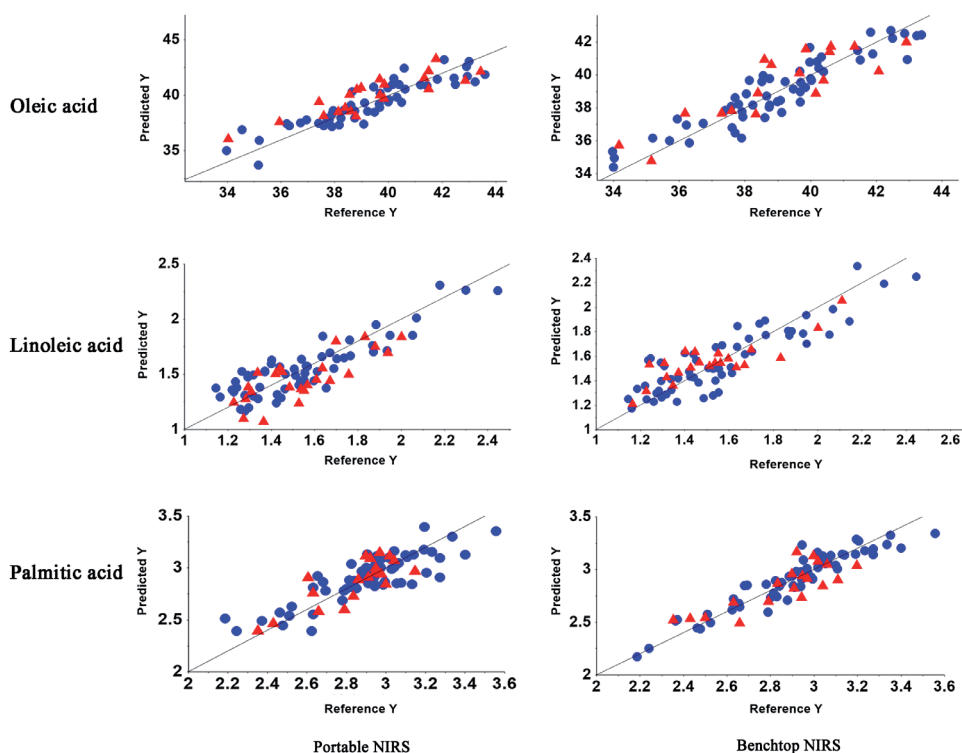 Oleic acid
Predicted Y
45
40
35
34 36 38 40 42 44
Reference Y
Predicted Y
42
40
38
36
34
34 36 38 40 42 44
Reference Y
Linoleic acid
Predicted Y
2.5
2
1.5
1
1 1.2 1.4 1.6 1.8 2 2.2 2.4
Reference Y
Predicted Y
2.4
2.2
2
1.8
1.6
1.4
1.2
1
1 1.2 1.4 1.6 1.8 2 2.2 2.4 2.6
Reference Y
Palmitic acid
Predicted Y
3.5
3
2.5
2
2 2.2 2.4 2.6 2.8 3 3.2 3.4 3.6
Reference Y
Predicted Y
3.5
3
2.5
2
2 2.2 2.4 2.6 2.8 3 3.2 3.4 3.6
Reference Y
Portable NIRS
Benchtop NIRS